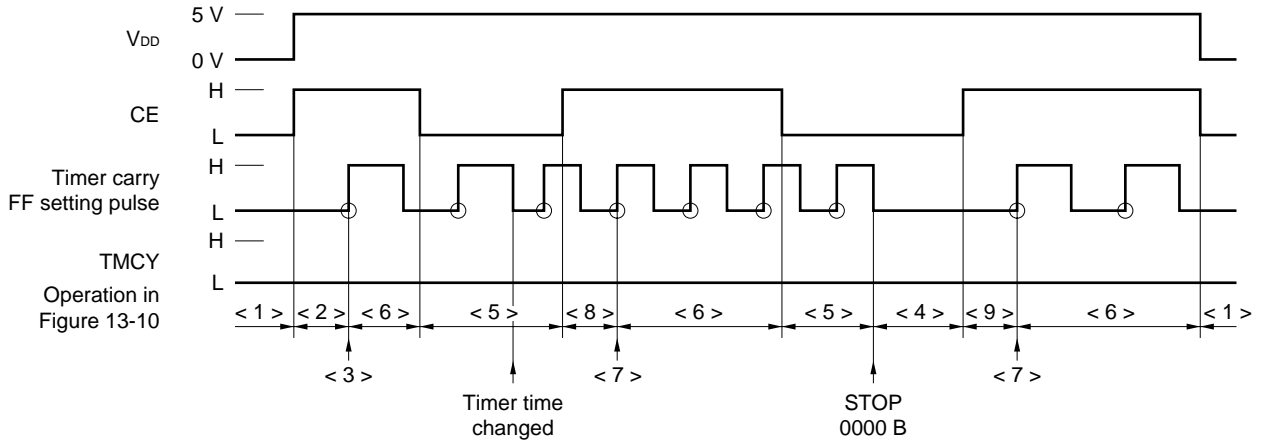 5 V
VDD
0 V
H
CE
L
H
Timer carry
FF setting pulse
L
H
TMCY
L
Operation in
Figure 13-10
< 1 > < 2 > < 6 > < 5 > < 8 > < 6 > < 5 > < 4 > < 9 > < 6 > < 1 >
< 3 > < 7 > < 7 >
Timer time
changed
STOP
0000 B